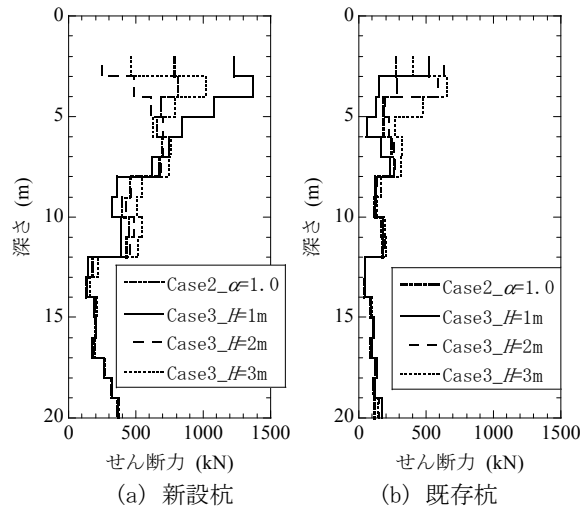 0
5
10
15
20
深さ (m)
Case2_α=1.0
Case3_H=1m
Case3_H=2m
Case3_H=3m
0 500 1000 1500
せん断力 (kN)
(a) 新設杭
0
5
10
15
20
深さ (m)
Case2_α=1.0
Case3_H=1m
Case3_H=2m
Case3_H=3m
0 500 1000 1500
せん断力 (kN)
(b) 既存杭